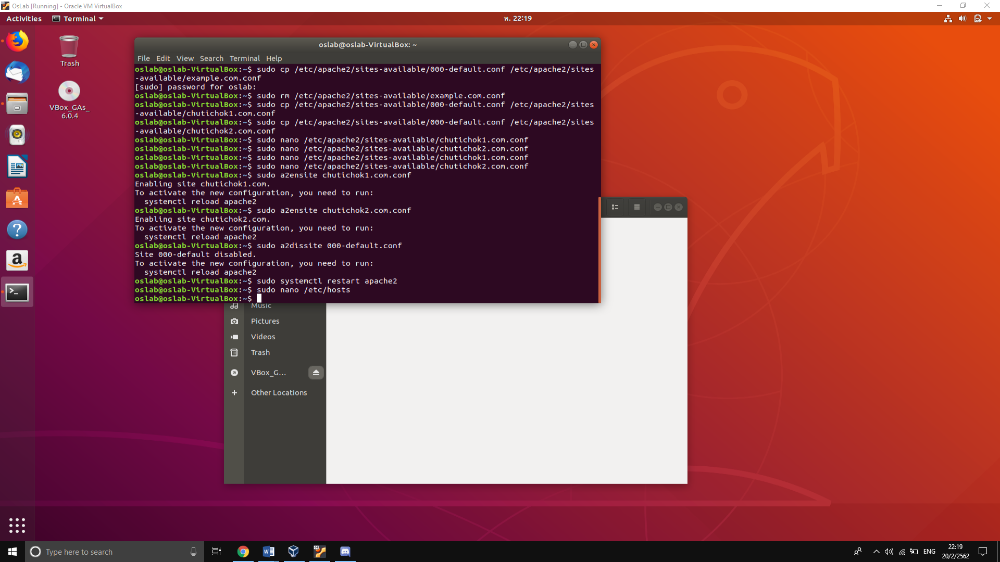 OsLab [Running] - Oracle VM VirtualBox
Activities
Terminal
พ. 22:19
Trash
VBox_GAs_
6.0.4
oslab@oslab-VirtualBox: ~
File Edit View Search Terminal Help
oslab@oslab-VirtualBox:~$ sudo cp /etc/apache2/sites-available/000-default.conf /etc/apache2/sites
-available/example.com.conf
[sudo] password for oslab:
oslab@oslab-VirtualBox:~$ sudo rm /etc/apache2/sites-available/example.com.conf
oslab@oslab-VirtualBox:~$ sudo cp /etc/apache2/sites-available/000-default.conf /etc/apache2/sites
-available/chutichok1.com.conf
oslab@oslab-VirtualBox:~$ sudo cp /etc/apache2/sites-available/000-default.conf /etc/apache2/sites
-available/chutichok2.com.conf
oslab@oslab-VirtualBox:~$ sudo nano /etc/apache2/sites-available/chutichok1.com.conf
oslab@oslab-VirtualBox:~$ sudo nano /etc/apache2/sites-available/chutichok2.com.conf
oslab@oslab-VirtualBox:~$ sudo nano /etc/apache2/sites-available/chutichok1.com.conf
oslab@oslab-VirtualBox:~$ sudo nano /etc/apache2/sites-available/chutichok2.com.conf
oslab@oslab-VirtualBox:~$ sudo a2ensite chutichok1.com.conf
Enabling site chutichok1.com.
To activate the new configuration, you need to run:
  systemctl reload apache2
oslab@oslab-VirtualBox:~$ sudo a2ensite chutichok2.com.conf
Enabling site chutichok2.com.
To activate the new configuration, you need to run:
  systemctl reload apache2
oslab@oslab-VirtualBox:~$ sudo a2dissite 000-default.conf
Site 000-default disabled.
To activate the new configuration, you need to run:
  systemctl reload apache2
oslab@oslab-VirtualBox:~$ sudo systemctl restart apache2
oslab@oslab-VirtualBox:~$ sudo nano /etc/hosts
oslab@oslab-VirtualBox:~$
Music
Pictures
Videos
Trash
VBox_G...
Other Locations
Type here to search
ENG
22:19
20/2/2562